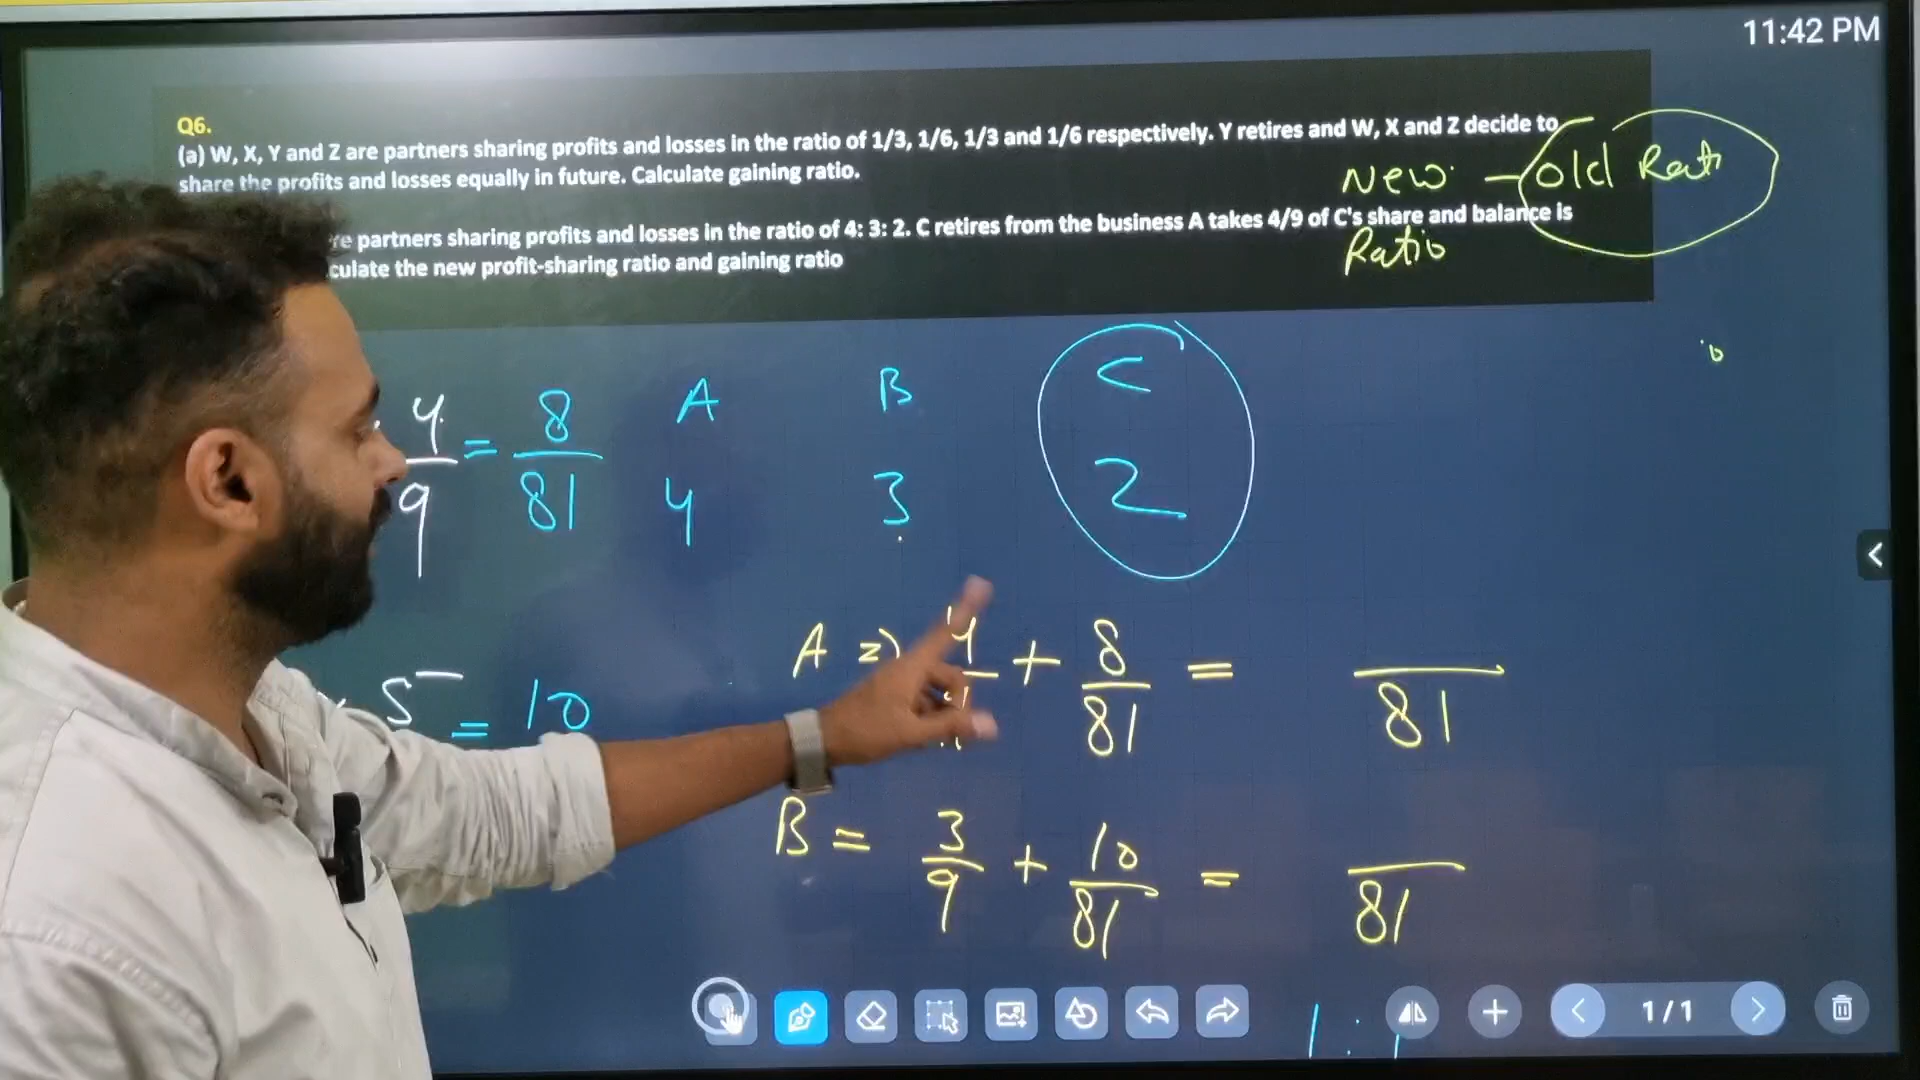 11:42 PM
Q6.
(a) W, X, Y and Z are partners sharing profits and losses in the ratio of 1/3, 1/6, 1/3 and 1/6 respectively. Y retires and W, X and Z decide to
share the profits and losses equally in future. Calculate gaining ratio.
New - Old Rati
re partners sharing profits and losses in the ratio of 4: 3: 2. C retires from the business A takes 4/9 of C's share and balance is
Ratio
culate the new profit-sharing ratio and gaining ratio
A B C
4/9 = 8/81
4 3 2
A => 4 + 8/81 = /81
5 = 10
B = 3/9 + 10/81 = /81
1 : 1
1/1